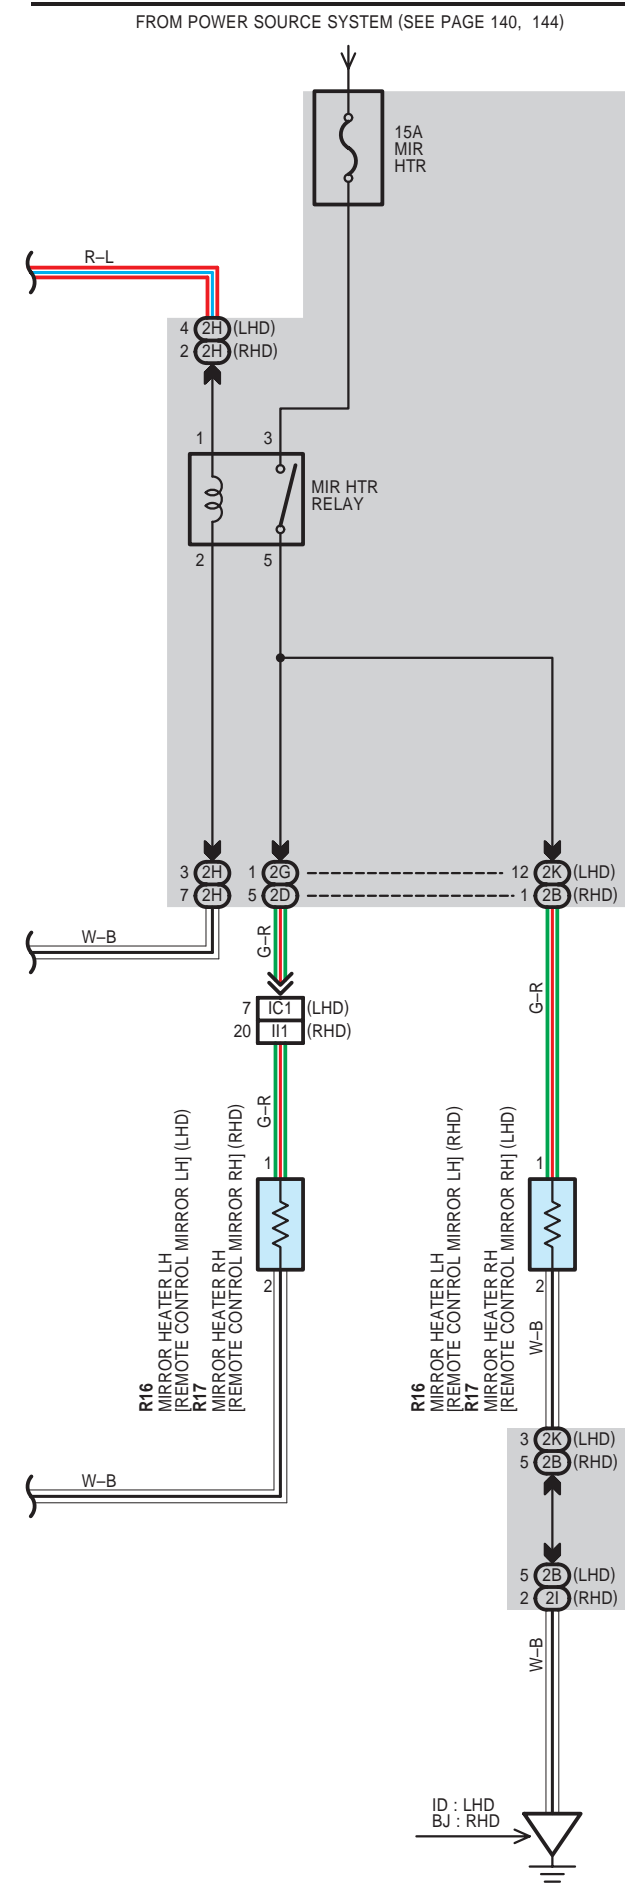 FROM POWER SOURCE SYSTEM (SEE PAGE 140, 144)
15A
MIR
HTR
R–L
4 2H (LHD)
2 2H (RHD)
1 3
MIR HTR
RELAY
2 5
3 2H 1 2G 12 2K (LHD)
7 2H 5 2D 1 2B (RHD)
W–B
G–R
G–R
7 IC1 (LHD)
20 II1 (RHD)
G–R
1
1
R16
MIRROR HEATER LH
[REMOTE CONTROL MIRROR LH] (LHD)
R17
MIRROR HEATER RH
[REMOTE CONTROL MIRROR RH] (RHD)
R16
MIRROR HEATER LH
[REMOTE CONTROL MIRROR LH] (RHD)
R17
MIRROR HEATER RH
[REMOTE CONTROL MIRROR RH] (LHD)
2
2
W–B
3 2K (LHD)
5 2B (RHD)
W–B
5 2B (LHD)
2 2I (RHD)
W–B
ID : LHD
BJ : RHD